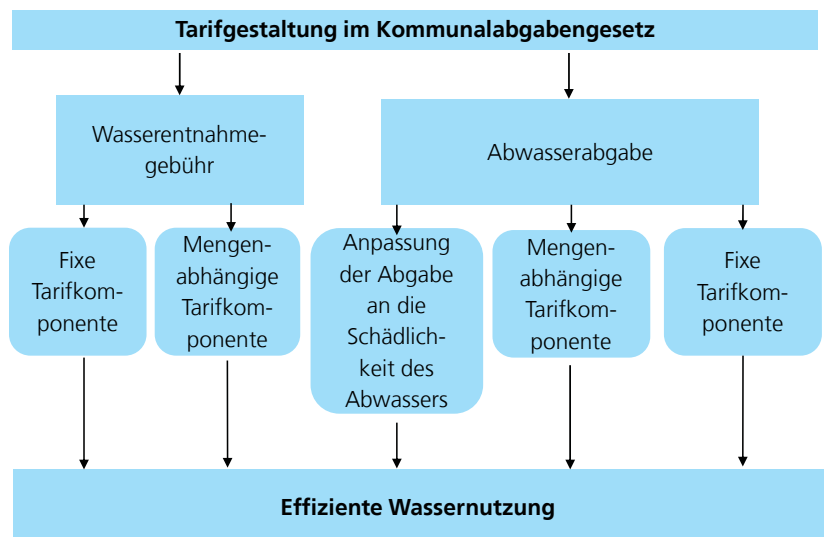 Tarifgestaltung im Kommunalabgabengesetz
Wasserentnahme-
gebühr
Abwasserabgabe
Fixe
Tarifkom-
ponente
Mengen-
abhängige
Tarifkom-
ponente
Anpassung
der Abgabe
an die
Schädlich-
keit des
Abwassers
Mengen-
abhängige
Tarifkom-
ponente
Fixe
Tarifkom-
ponente
Effiziente Wassernutzung